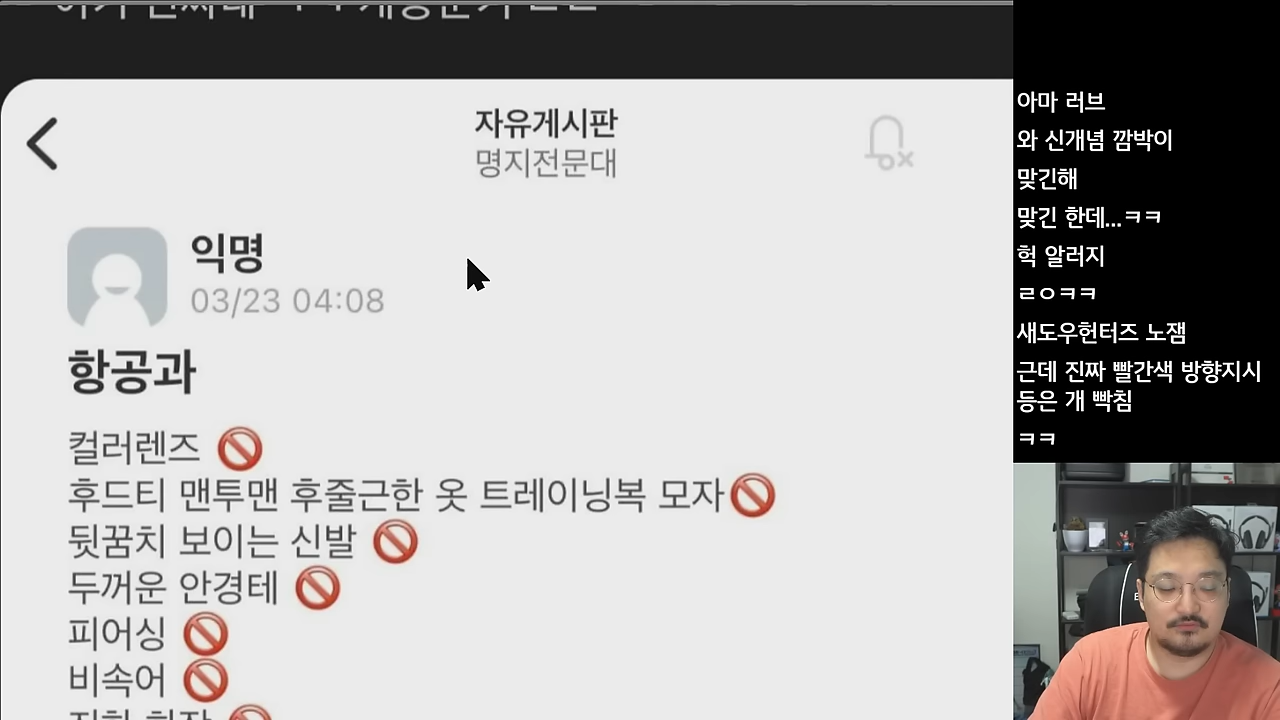 자유게시판
명지전문대
익명
03/23 04:08
항공과
컬러렌즈 🚫
후드티 맨투맨 후줄근한 옷 트레이닝복 모자🚫
뒷꿈치 보이는 신발 🚫
두꺼운 안경테 🚫
피어싱 🚫
비속어 🚫
아마 러브
와 신개념 깜박이
맞긴해
맞긴 한데...ㅋㅋ
헉 알러지
ㄹㅇㅋㅋ
새도우헌터즈 노잼
근데 진짜 빨간색 방향지시
등은 개 빡침
ㅋㅋ